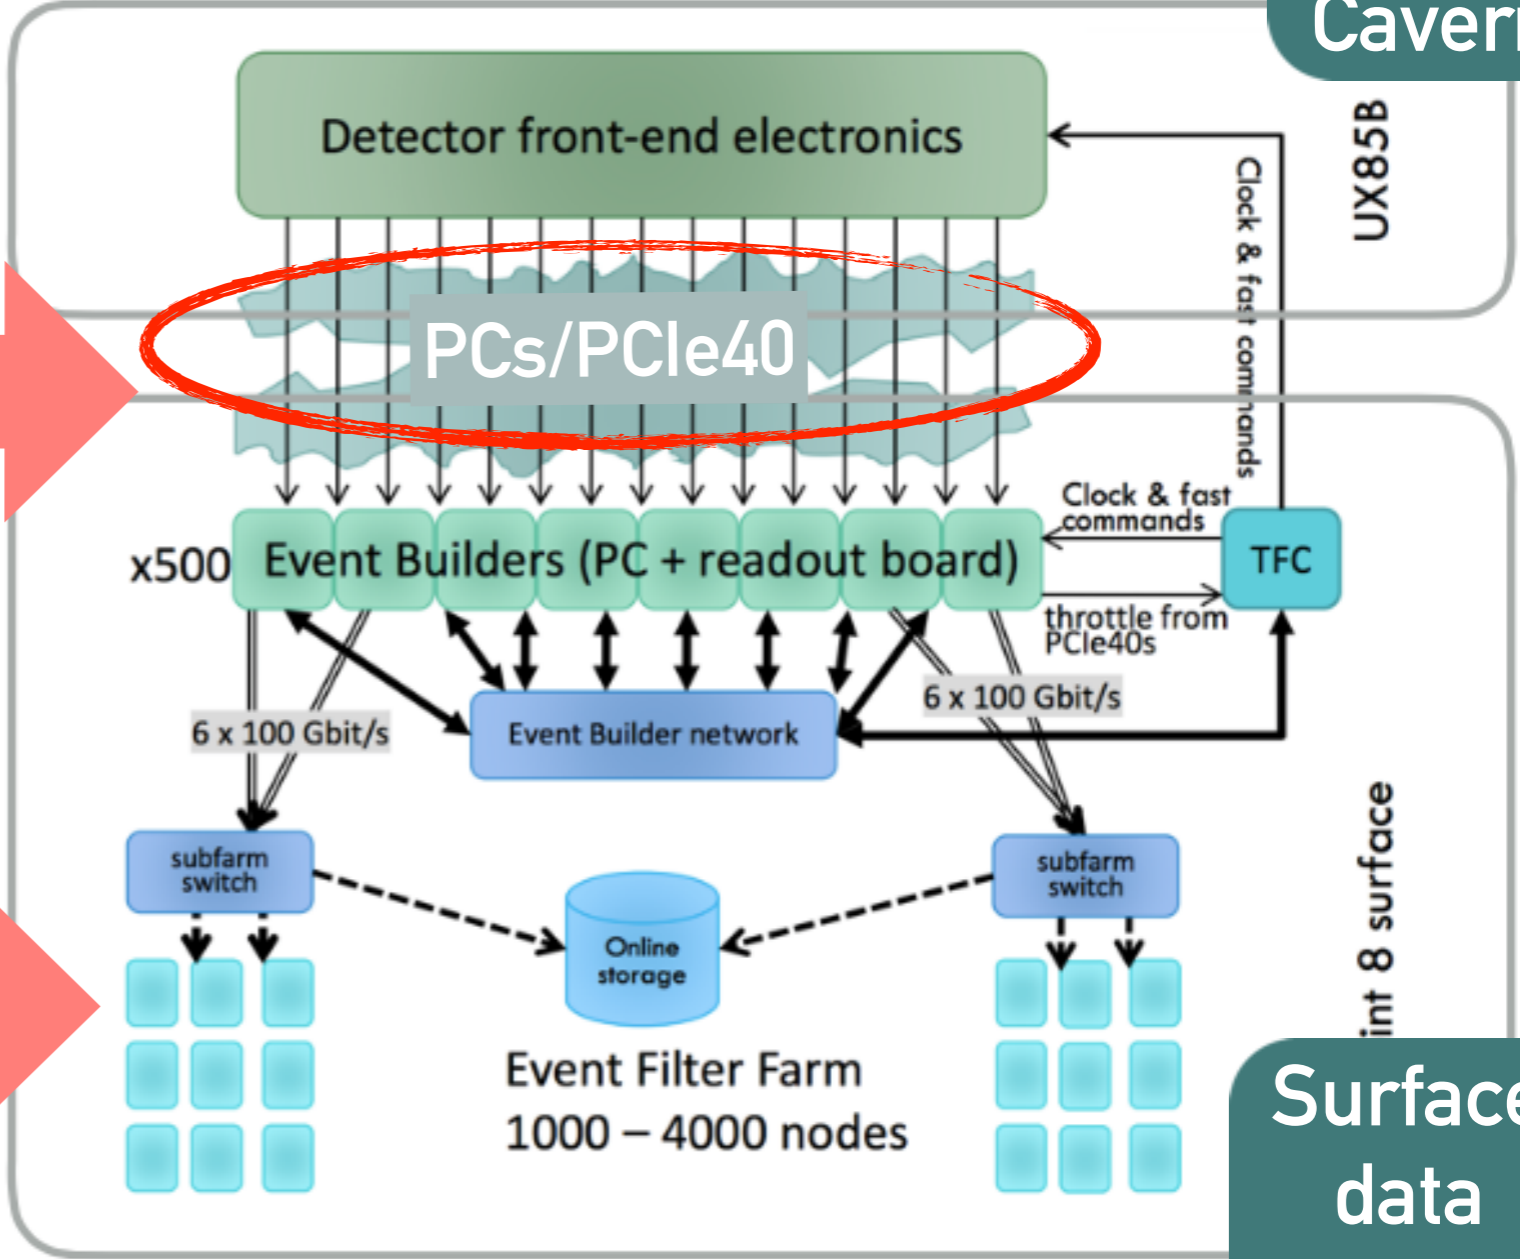 Detector front-end electronics
UX85B
Clock & fast commands
PCs/PCIe40
Clock & fast
commands
x500
Event Builders (PC + readout board)
TFC
throttle from
PCIe40s
6 x 100 Gbit/s
6 x 100 Gbit/s
Event Builder network
subfarm
switch
subfarm
switch
Online
storage
8 surface
Event Filter Farm
1000 – 4000 nodes
Surface
data